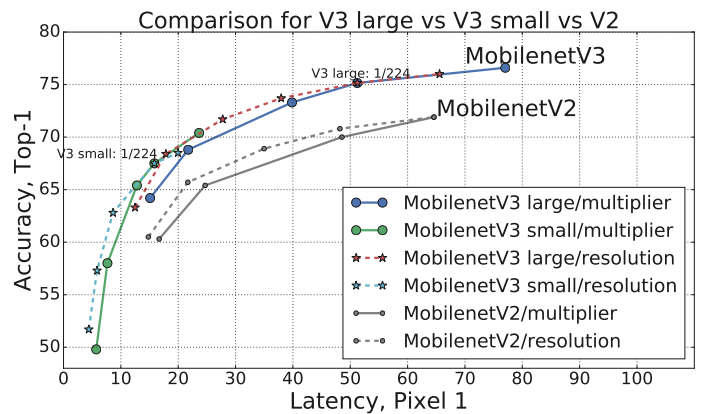 Comparison for V3 large vs V3 small vs V2
80
75
70
65
60
55
50
Accuracy, Top-1
MobilenetV3
V3 large: 1/224
MobilenetV2
V3 small: 1/224
MobilenetV3 large/multiplier
MobilenetV3 small/multiplier
MobilenetV3 large/resolution
MobilenetV3 small/resolution
MobilenetV2/multiplier
MobilenetV2/resolution
0 10 20 30 40 50 60 70 80 90 100
Latency, Pixel 1